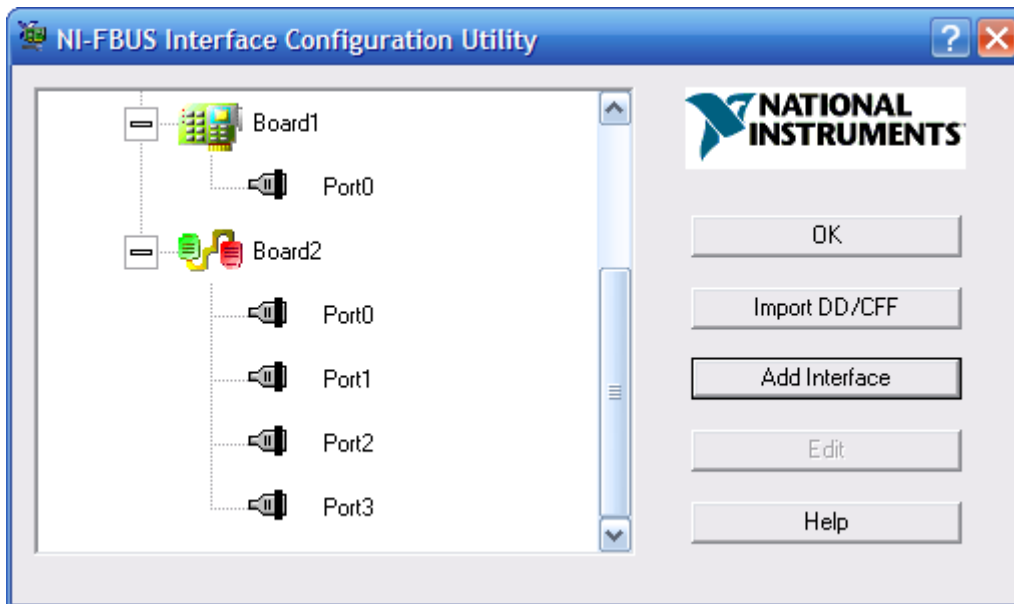 NI-FBUS Interface Configuration Utility
Board1
Port0
Board2
Port0
Port1
Port2
Port3
NATIONAL
INSTRUMENTS
OK
Import DD/CFF
Add Interface
Edit
Help